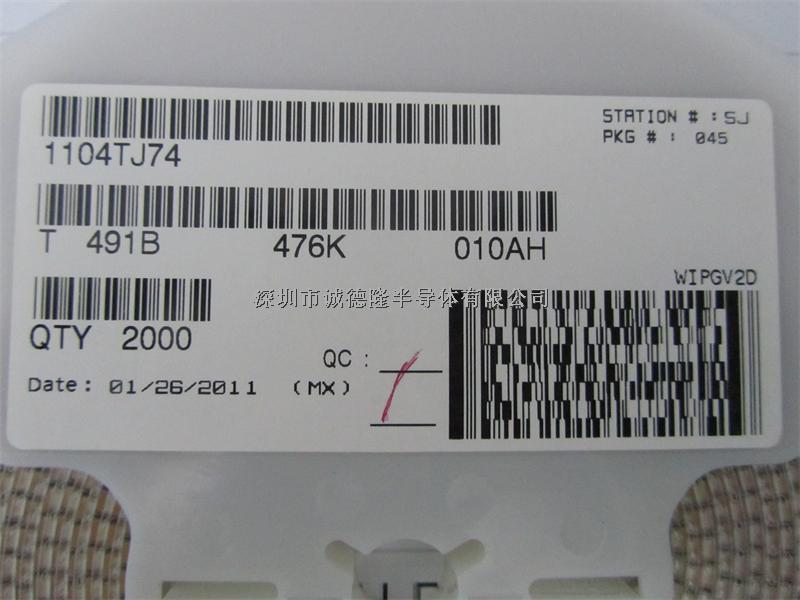 STATION # : SJ
PKG # : 045
1104TJ74
T 491B 476K 010AH
WIPGV2D
深圳市诚德隆半导体有限公司
QTY 2000
QC :
Date: 01/26/2011 (MX)